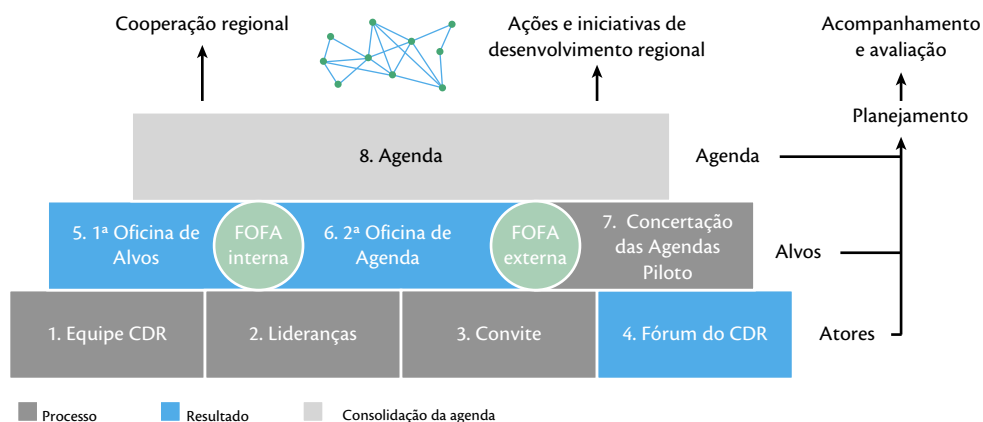 Cooperação regional
Ações e iniciativas de
desenvolvimento regional
Acompanhamento
e avaliação
Planejamento
8. Agenda
Agenda
5. 1ª Oficina de
Alvos
FOFA
interna
6. 2ª Oficina de
Agenda
FOFA
externa
7. Concertação
das Agendas
Piloto
Alvos
1. Equipe CDR
2. Lideranças
3. Convite
4. Fórum do CDR
Atores
Processo
Resultado
Consolidação da agenda